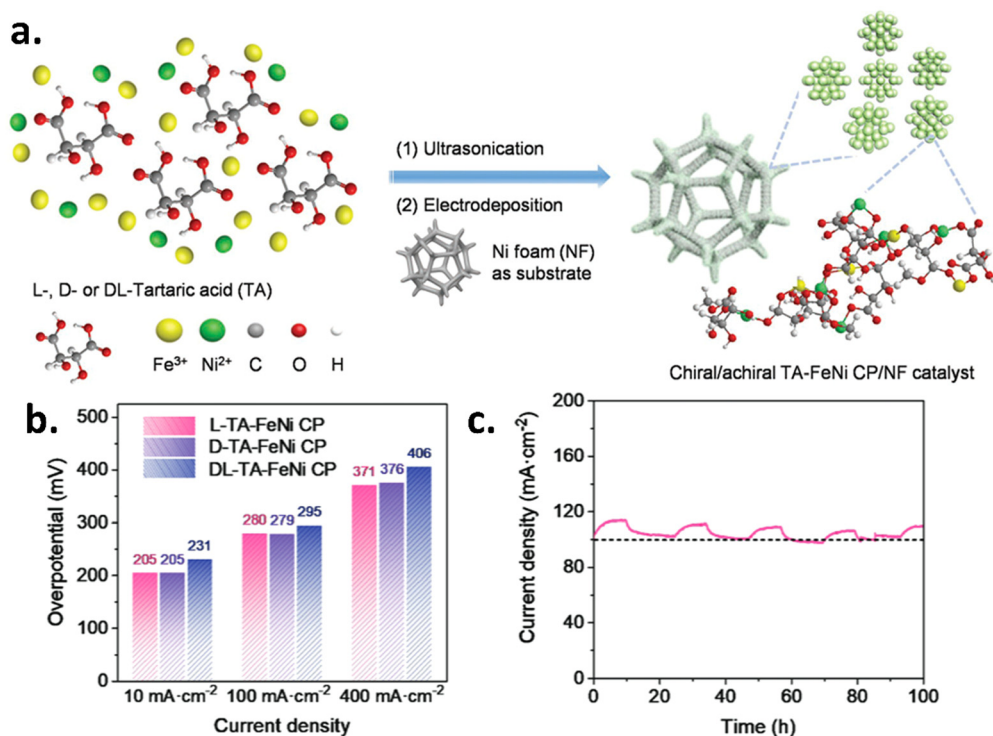 a.
(1) Ultrasonication
(2) Electrodeposition
Ni foam (NF)
as substrate
L-, D- or DL-Tartaric acid (TA)
Fe³⁺ Ni²⁺ C O H
Chiral/achiral TA-FeNi CP/NF catalyst
b.
L-TA-FeNi CP
D-TA-FeNi CP
DL-TA-FeNi CP
Overpotential (mV)
500
400
300
200
100
0
205 205 231
280 279 295
371 376 406
10 mA·cm⁻² 100 mA·cm⁻² 400 mA·cm⁻²
Current density
c.
Current density (mA·cm⁻²)
200
160
120
80
40
0
0 20 40 60 80 100
Time (h)